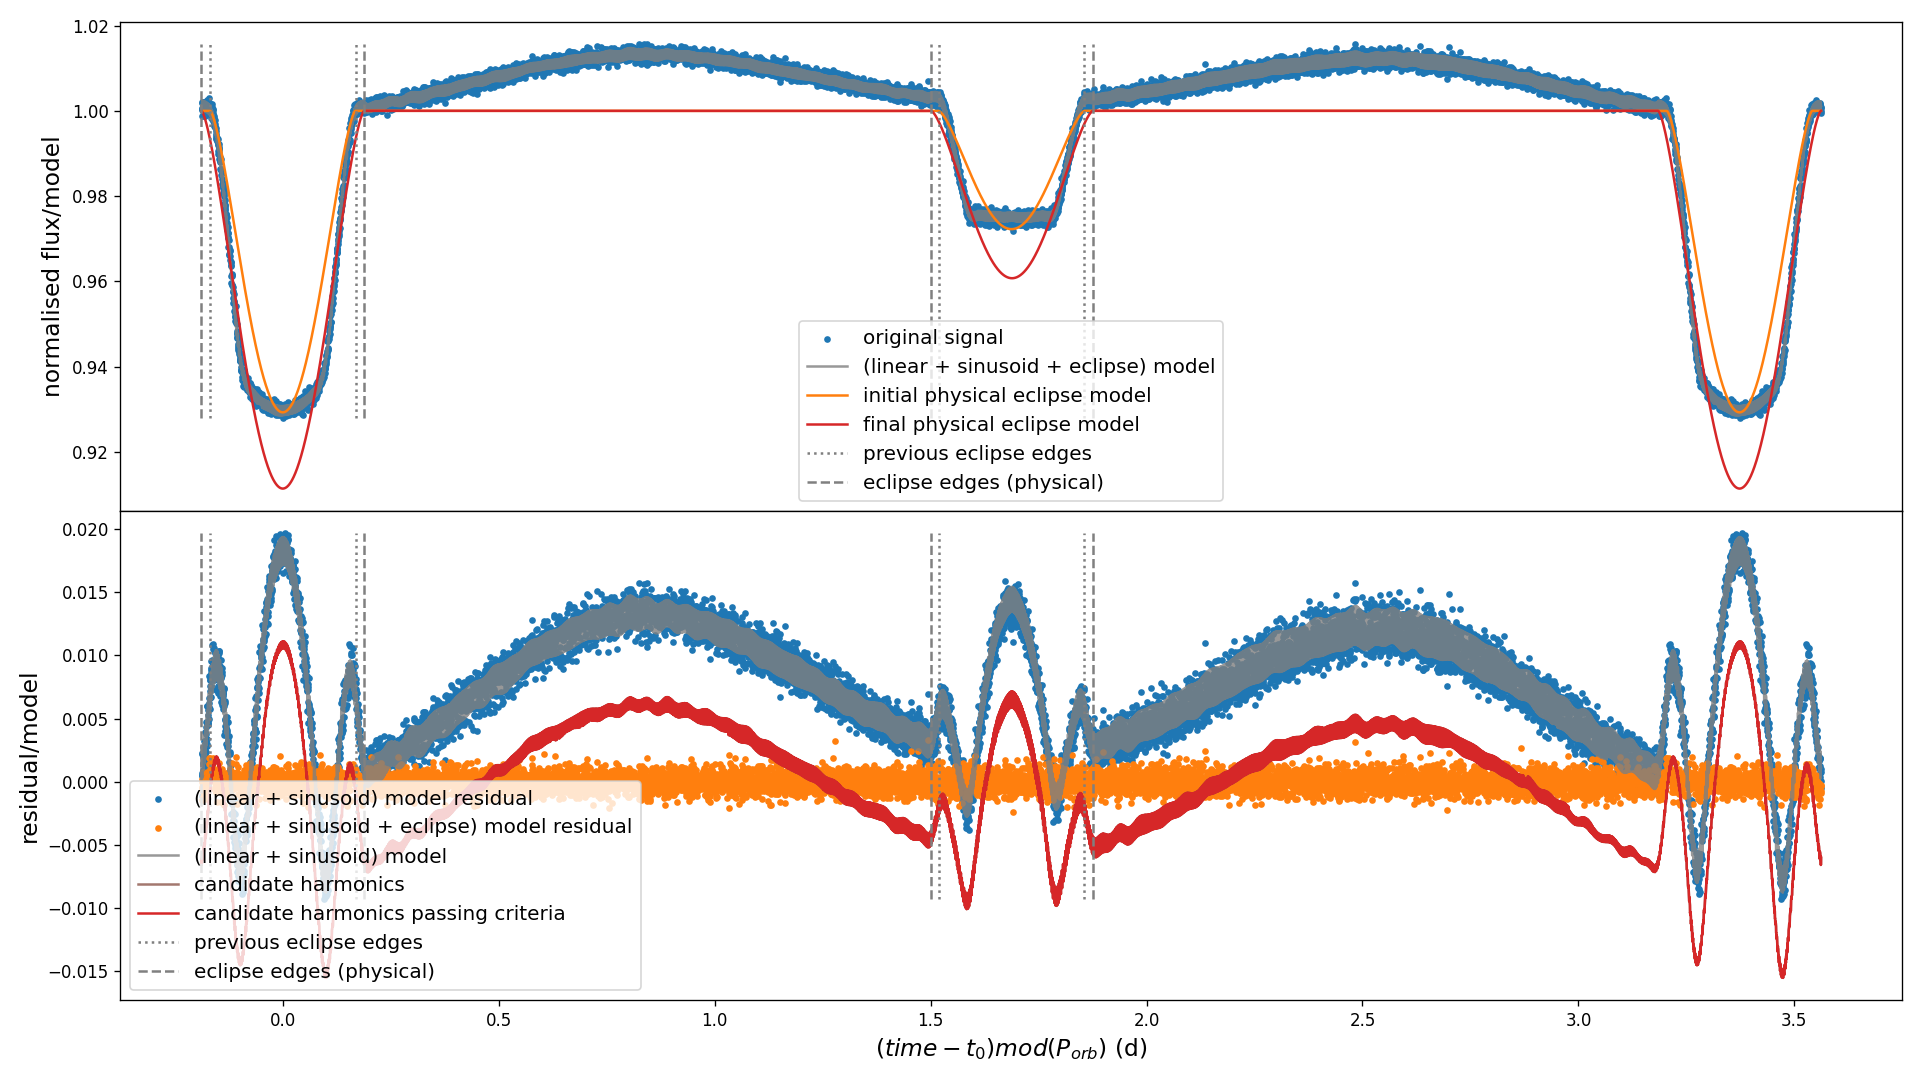 1.02
1.00
0.98
0.96
0.94
0.92
normalised flux/model
original signal
(linear + sinusoid + eclipse) model
initial physical eclipse model
final physical eclipse model
previous eclipse edges
eclipse edges (physical)
0.020
0.015
0.010
0.005
0.000
−0.005
−0.010
−0.015
residual/model
(linear + sinusoid) model residual
(linear + sinusoid + eclipse) model residual
(linear + sinusoid) model
candidate harmonics
candidate harmonics passing criteria
previous eclipse edges
eclipse edges (physical)
0.0 0.5 1.0 1.5 2.0 2.5 3.0 3.5
(time − t₀)mod(Pₒᵣb) (d)